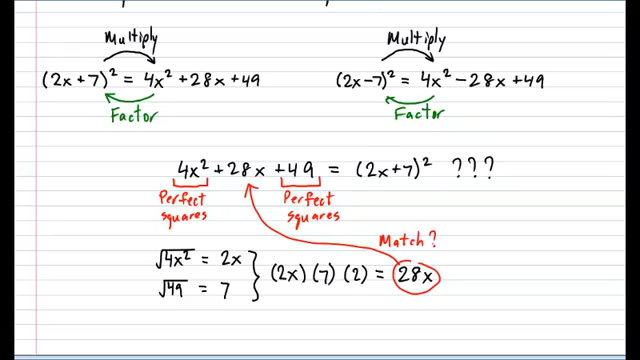 Multiply Multiply
(2x+7)² = 4x² + 28x + 49 (2x-7)² = 4x² - 28x + 49
Factor Factor
4x² + 28x + 49 = (2x+7)² ???
Perfect squares Perfect squares
Match?
√4x² = 2x
(2x)(7)(2) = 28x
√49 = 7